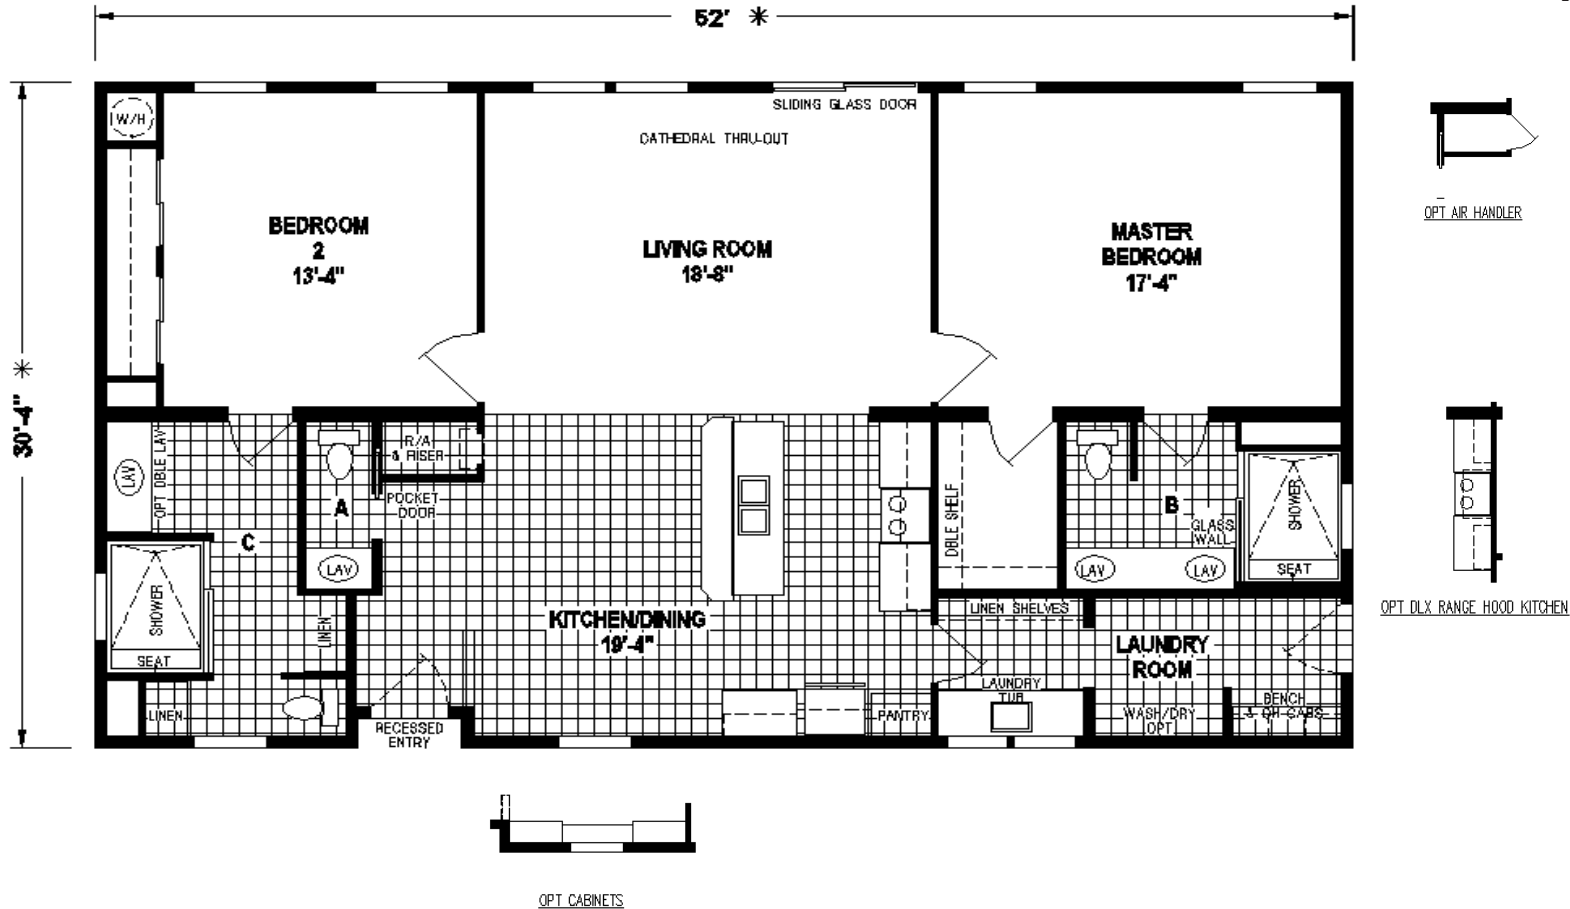 52' *
SLIDING GLASS DOOR
W/H
CATHEDRAL THRU-OUT
BEDROOM
2
13'-4"
LIVING ROOM
18'-8"
MASTER
BEDROOM
17'-4"
OPT AIR HANDLER
30'-4" *
R/A
& RISER
LAV
OPT DBLE LAV
POCKET
DOOR
A
B
C
DBLE SHELF
GLASS
WALL
SHOWER
SEAT
LAV
LAV
LAV
SHOWER
SEAT
LINEN
KITCHEN/DINING
19'-4"
LINEN SHELVES
LAUNDRY
ROOM
OPT DLX RANGE HOOD KITCHEN
LAUNDRY
TUB
LINEN
RECESSED
ENTRY
PANTRY
WASH/DRY
OPT
BENCH
& OH CABS
OPT CABINETS